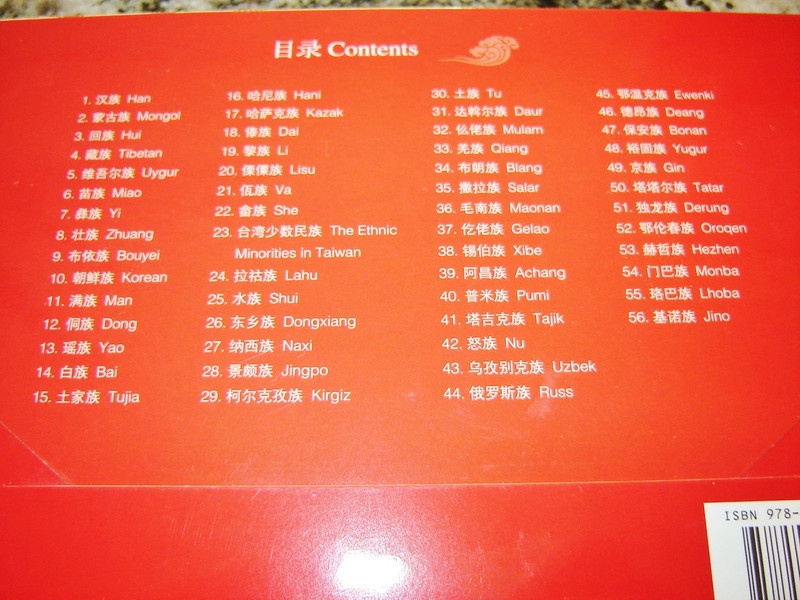 目录 Contents
1. 汉族 Han
2. 蒙古族 Mongol
3. 回族 Hui
4. 藏族 Tibetan
5. 维吾尔族 Uygur
6. 苗族 Miao
7. 彝族 Yi
8. 壮族 Zhuang
9. 布依族 Bouyei
10. 朝鲜族 Korean
11. 满族 Man
12. 侗族 Dong
13. 瑶族 Yao
14. 白族 Bai
15. 土家族 Tujia
16. 哈尼族 Hani
17. 哈萨克族 Kazak
18. 傣族 Dai
19. 黎族 Li
20. 傈僳族 Lisu
21. 佤族 Va
22. 畲族 She
23. 台湾少数民族 The Ethnic
Minorities in Taiwan
24. 拉祜族 Lahu
25. 水族 Shui
26. 东乡族 Dongxiang
27. 纳西族 Naxi
28. 景颇族 Jingpo
29. 柯尔克孜族 Kirgiz
30. 土族 Tu
31. 达斡尔族 Daur
32. 仫佬族 Mulam
33. 羌族 Qiang
34. 布朗族 Blang
35. 撒拉族 Salar
36. 毛南族 Maonan
37. 仡佬族 Gelao
38. 锡伯族 Xibe
39. 阿昌族 Achang
40. 普米族 Pumi
41. 塔吉克族 Tajik
42. 怒族 Nu
43. 乌孜别克族 Uzbek
44. 俄罗斯族 Russ
45. 鄂温克族 Ewenki
46. 德昂族 Deang
47. 保安族 Bonan
48. 裕固族 Yugur
49. 京族 Gin
50. 塔塔尔族 Tatar
51. 独龙族 Derung
52. 鄂伦春族 Oroqen
53. 赫哲族 Hezhen
54. 门巴族 Monba
55. 珞巴族 Lhoba
56. 基诺族 Jino
ISBN 978-